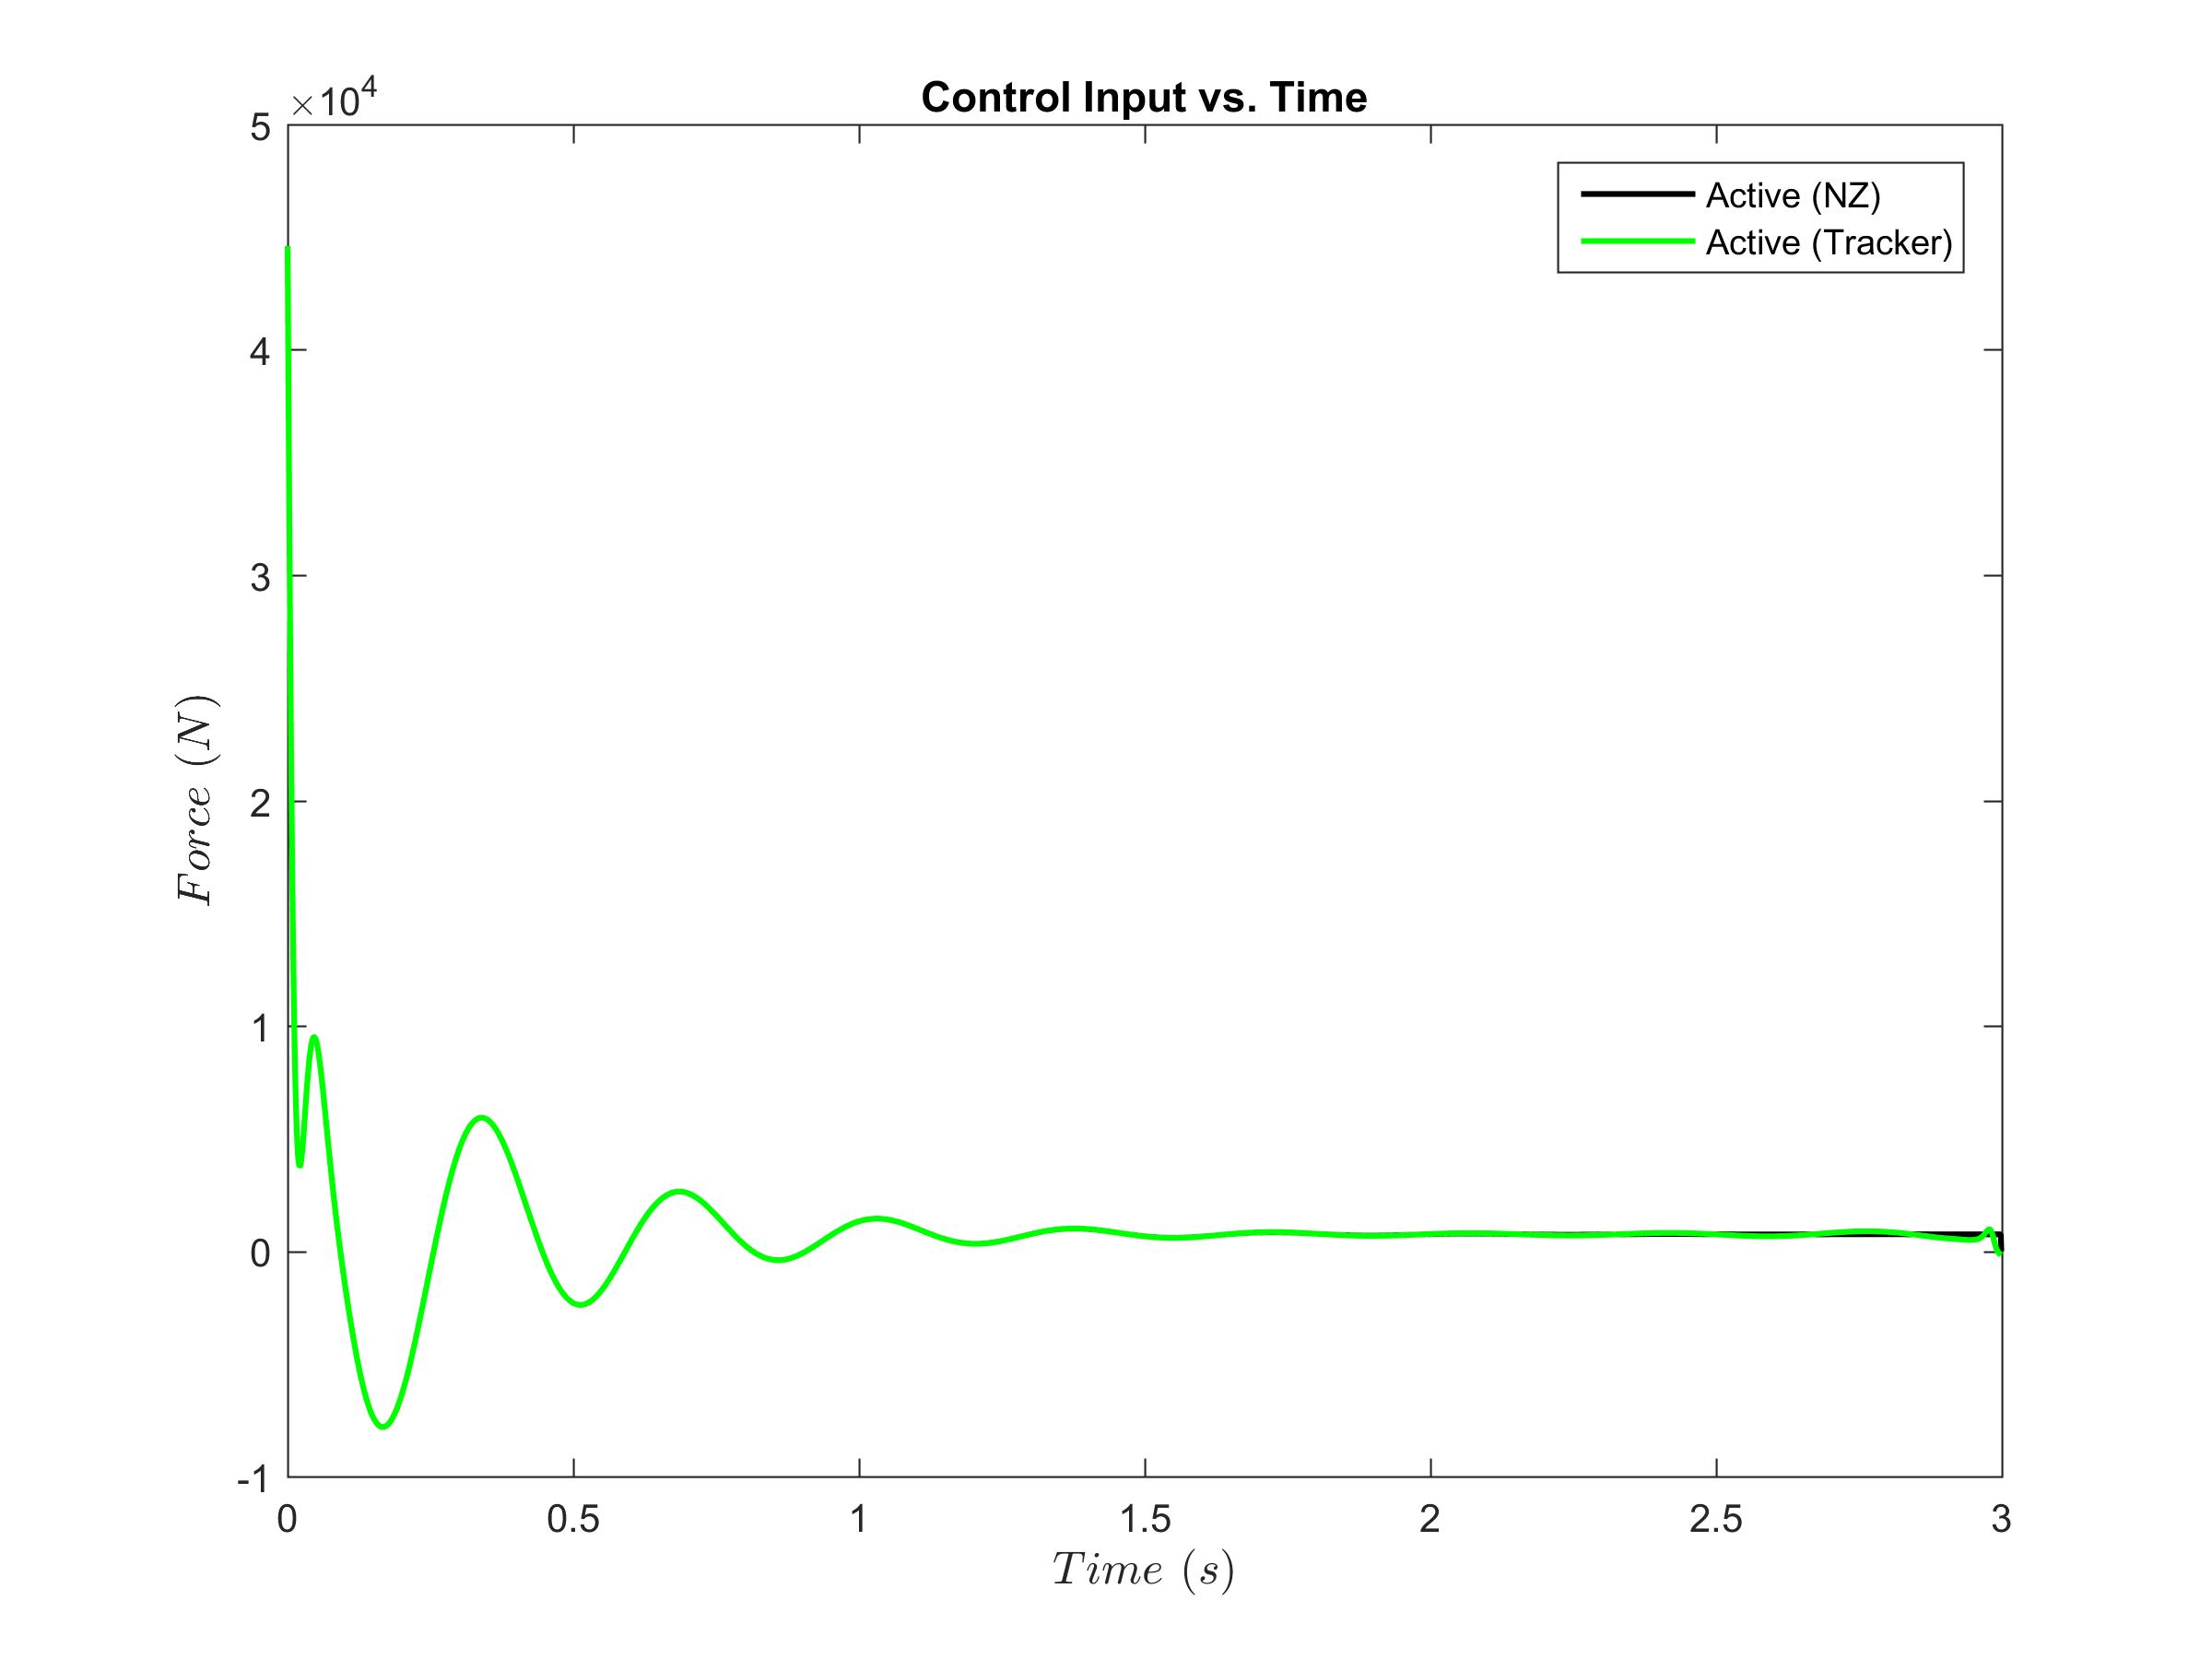 Control Input vs. Time
×10^4
5
4
3
2
1
0
-1
Force (N)
Active (NZ)
Active (Tracker)
0 0.5 1 1.5 2 2.5 3
Time (s)